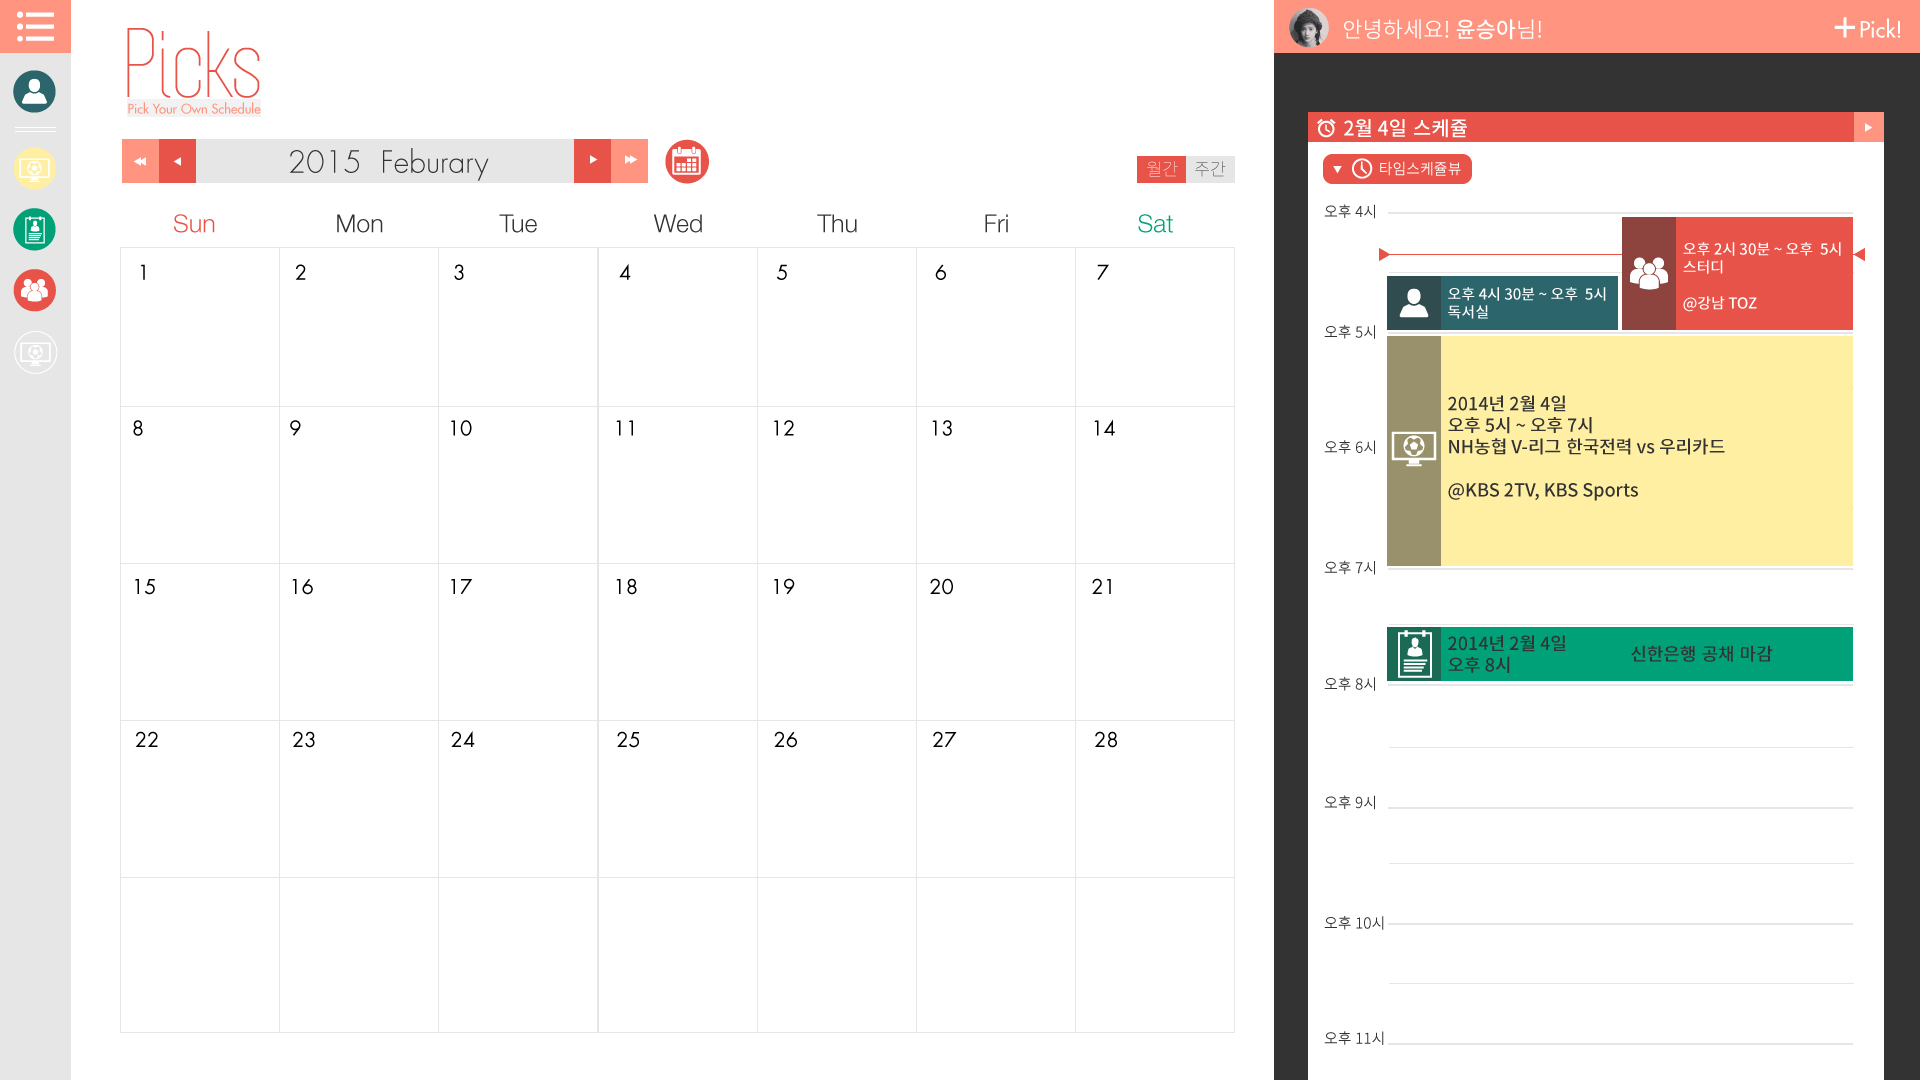 Picks
Pick Your Own Schedule
2015 Feburary
월간 주간
Sun Mon Tue Wed Thu Fri Sat
1 2 3 4 5 6 7
8 9 10 11 12 13 14
15 16 17 18 19 20 21
22 23 24 25 26 27 28
안녕하세요! 윤승아님!
+Pick!
2월 4일 스케줄
타임스케줄뷰
오후 4시
오후 2시 30분 ~ 오후 5시
스터디
@강남 TOZ
오후 4시 30분 ~ 오후 5시
독서실
오후 5시
2014년 2월 4일
오후 5시 ~ 오후 7시
NH농협 V-리그 한국전력 vs 우리카드
@KBS 2TV, KBS Sports
오후 6시
오후 7시
2014년 2월 4일
오후 8시
신한은행 공채 마감
오후 8시
오후 9시
오후 10시
오후 11시